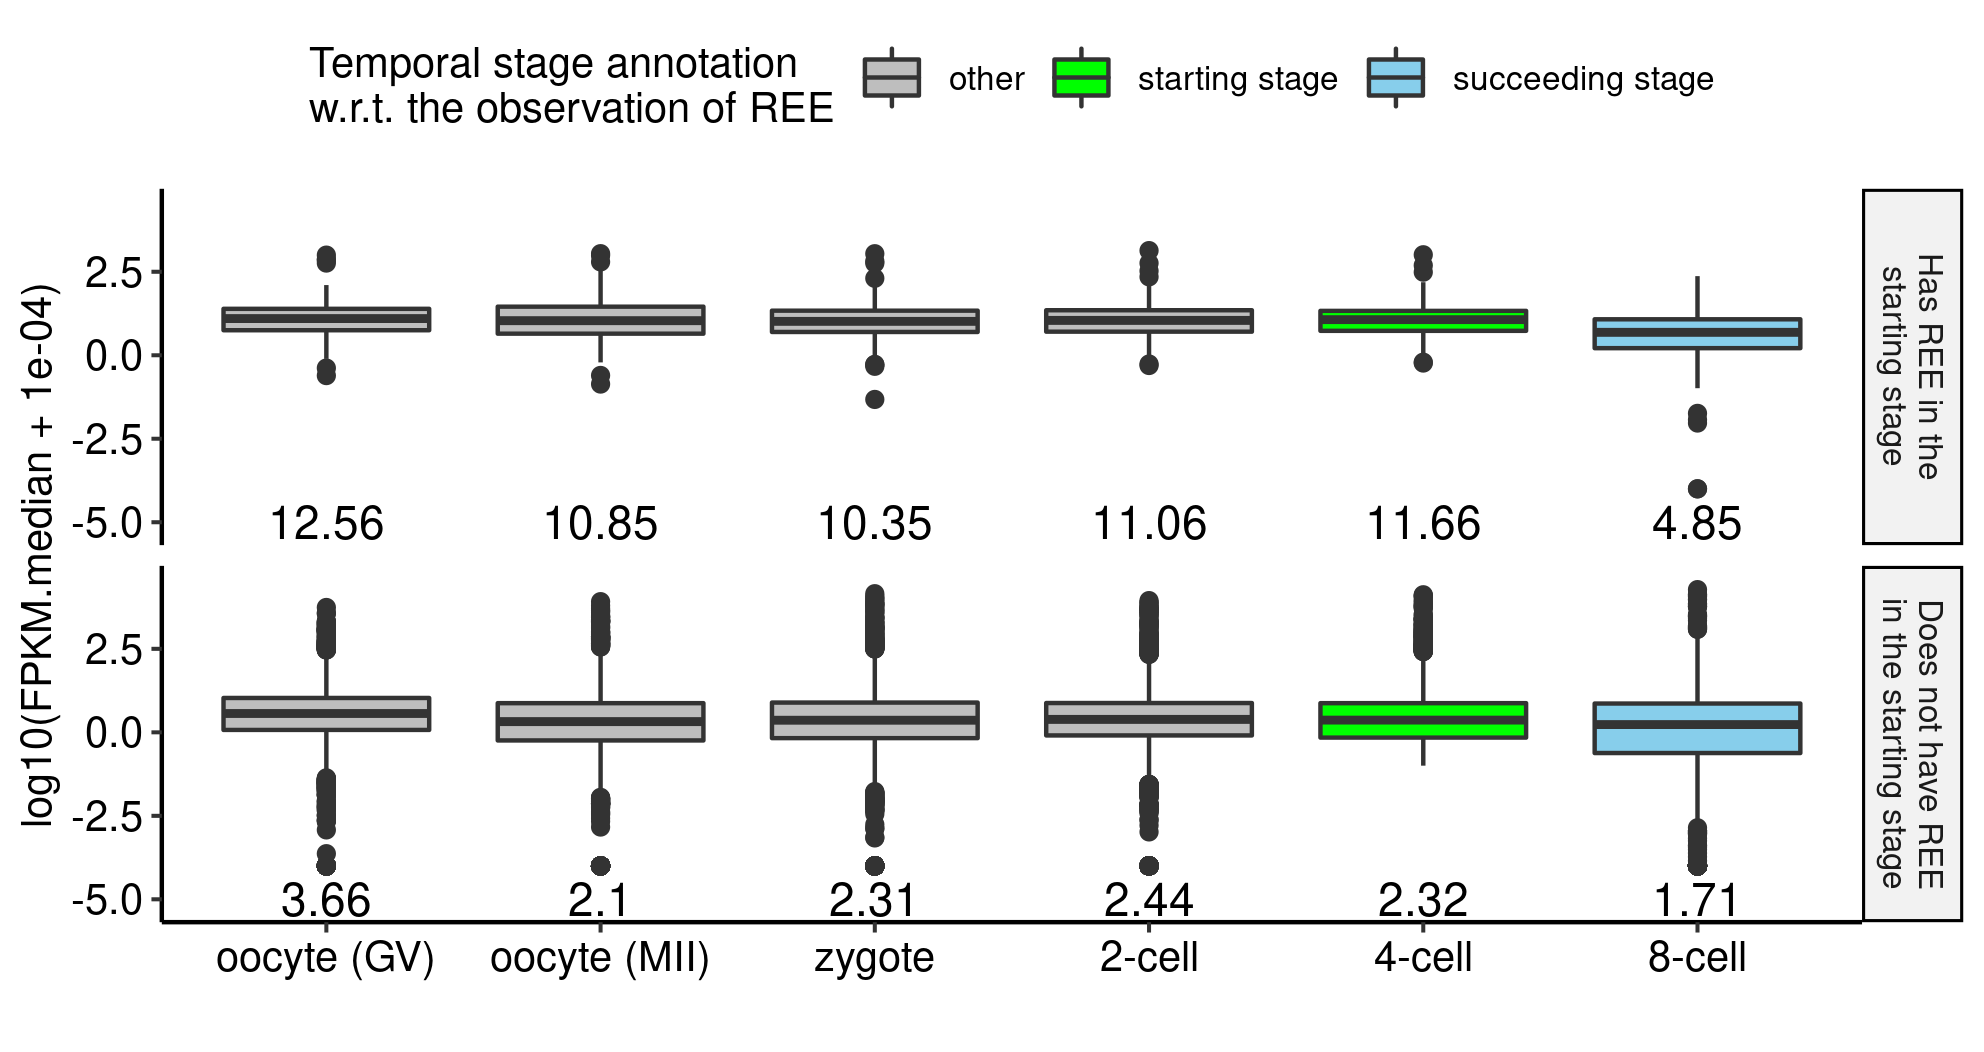 Temporal stage annotation
w.r.t. the observation of REE
other
starting stage
succeeding stage
log10(FPKM.median + 1e-04)
2.5
0.0
-2.5
-5.0
12.56
10.85
10.35
11.06
11.66
4.85
Has REE in the
starting stage
2.5
0.0
-2.5
-5.0
3.66
2.1
2.31
2.44
2.32
1.71
Does not have REE
in the starting stage
oocyte (GV)
oocyte (MII)
zygote
2-cell
4-cell
8-cell